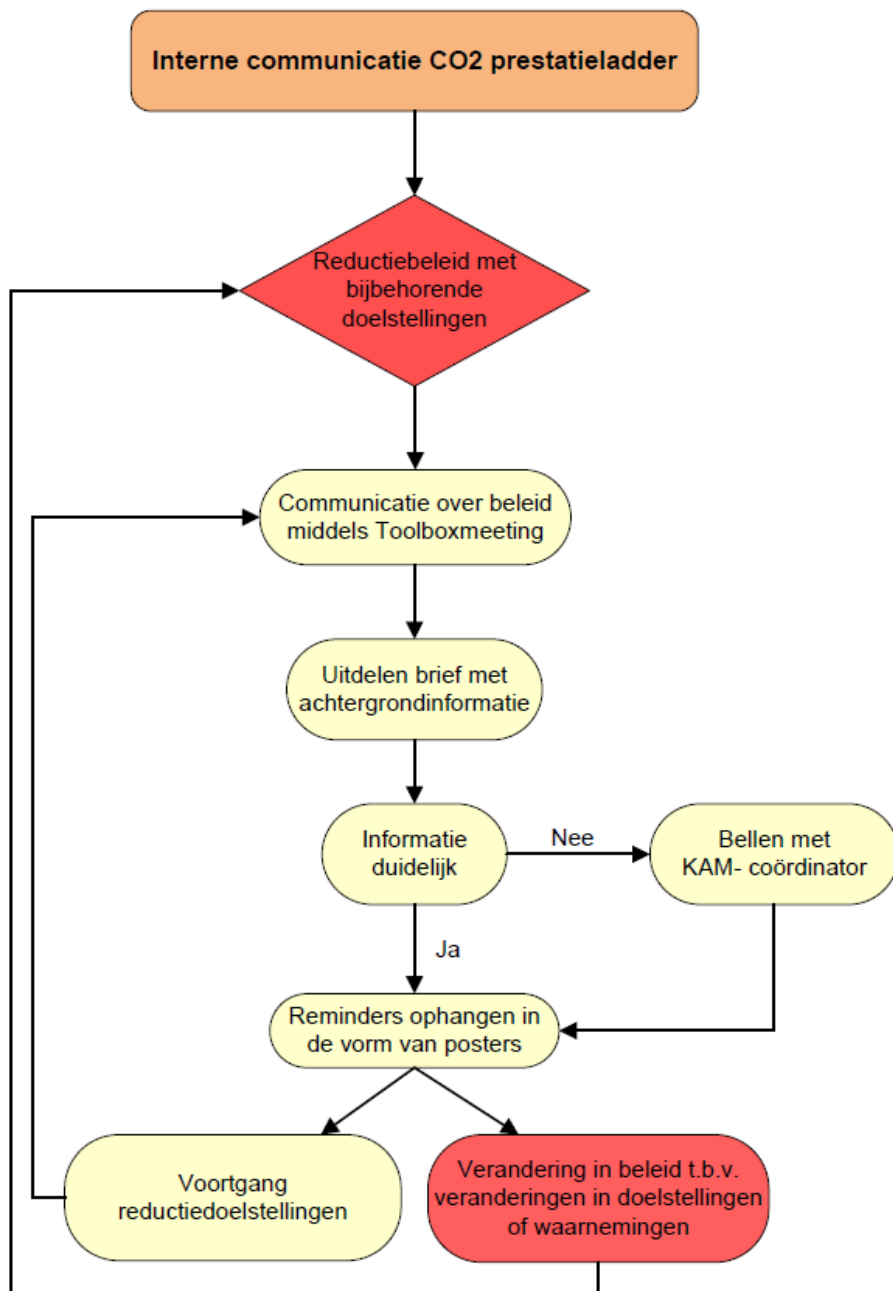 Interne communicatie CO2 prestatieladder
Reductiebeleid met
bijbehorende
doelstellingen
Communicatie over beleid
middels Toolboxmeeting
Uitdelen brief met
achtergrondinformatie
Informatie
duidelijk
Nee
Bellen met
KAM- coördinator
Ja
Reminders ophangen in
de vorm van posters
Voortgang
reductiedoelstellingen
Verandering in beleid t.b.v.
veranderingen in doelstellingen
of waarnemingen